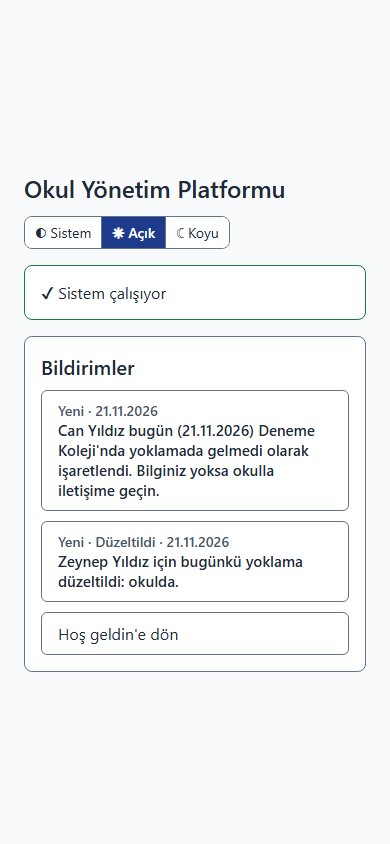 Okul Yönetim Platformu
◐ Sistem
✸ Açık
☾ Koyu
✔ Sistem çalışıyor
Bildirimler
Yeni · 21.11.2026
Can Yıldız bugün (21.11.2026) Deneme
Koleji'nda yoklamada gelmedi olarak
işaretlendi. Bilginiz yoksa okulla
iletişime geçin.
Yeni · Düzeltildi · 21.11.2026
Zeynep Yıldız için bugünkü yoklama
düzeltildi: okulda.
Hoş geldin'e dön